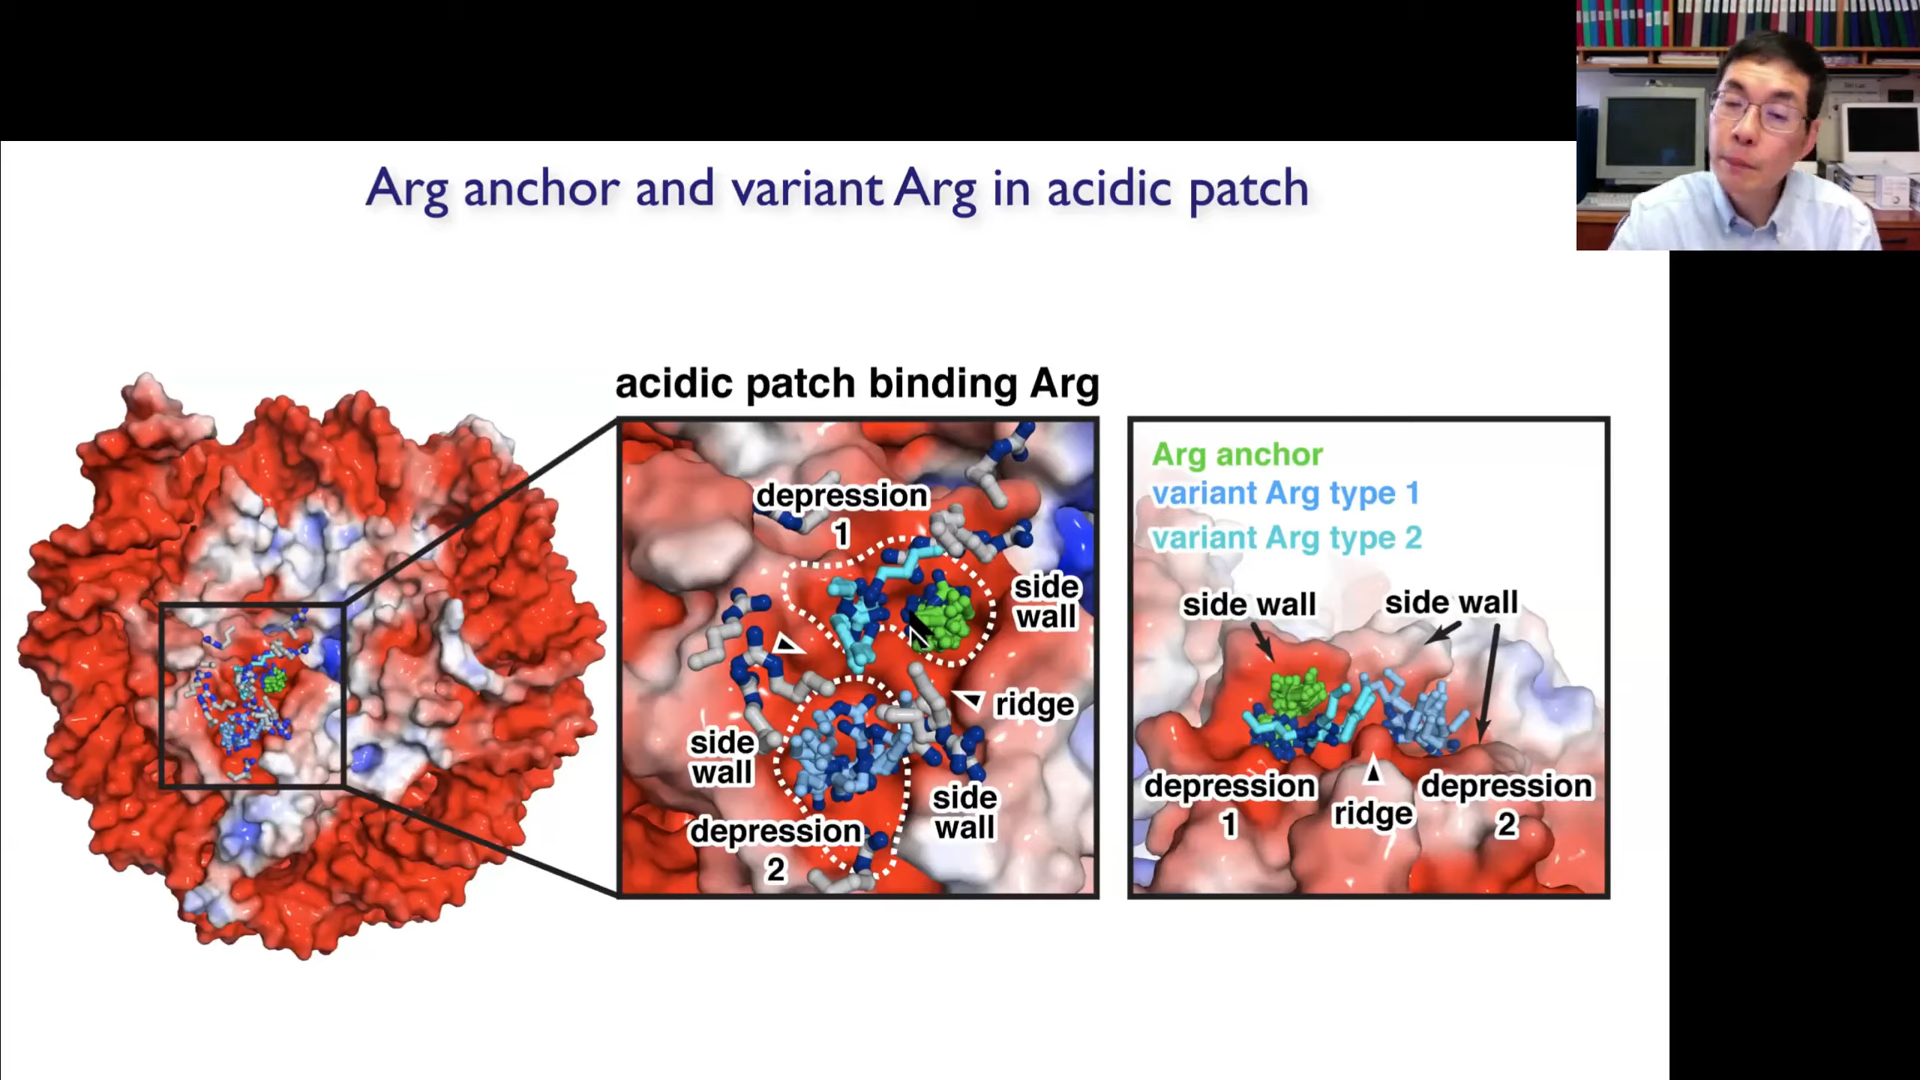 Arg anchor and variant Arg in acidic patch
acidic patch binding Arg
depression
1
side
wall
ridge
side
wall
side
wall
depression
2
Arg anchor
variant Arg type 1
variant Arg type 2
side wall
side wall
depression
1
ridge
depression
2